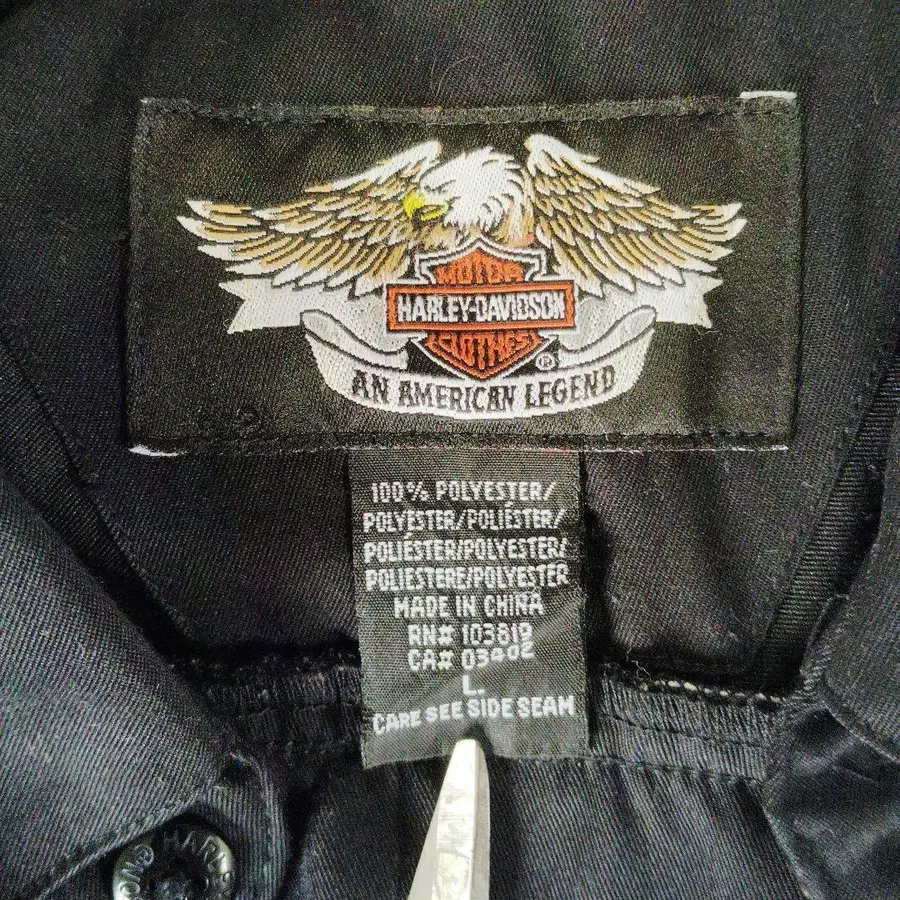 MOTOR
HARLEY-DAVIDSON
CLOTHES
®
AN AMERICAN LEGEND
100% POLYESTER/
POLYESTER/POLIÉSTER/
POLIÉSTER/POLYESTER/
POLIESTERE/POLYESTER
MADE IN CHINA
RN# 103819
CA# 03402
L.
CARE SEE SIDE SEAM